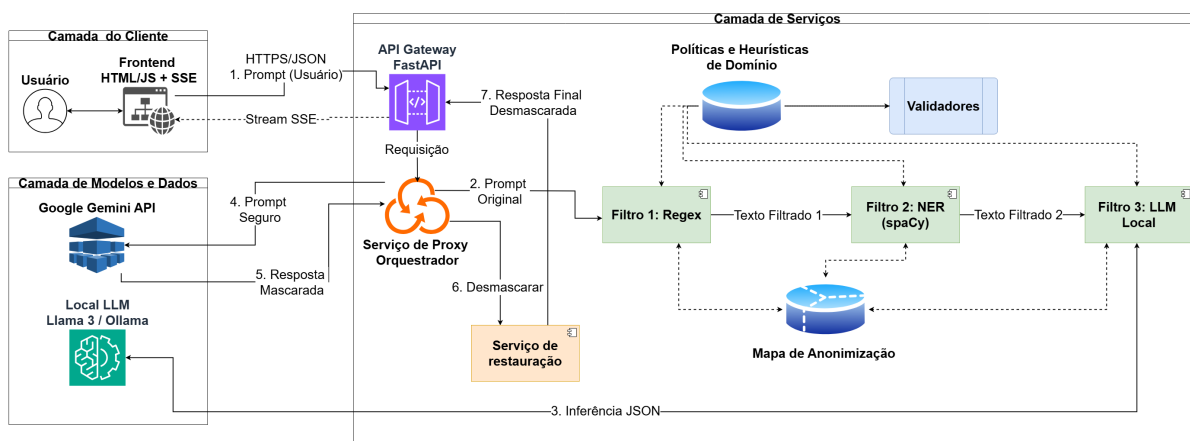 Camada de Serviços
Camada do Cliente
Usuário
Frontend
HTML/JS + SSE
HTTPS/JSON
1. Prompt (Usuário)
Stream SSE
API Gateway
FastAPI
7. Resposta Final
Desmascarada
Requisição
Políticas e Heurísticas
de Domínio
Validadores
Camada de Modelos e Dados
Google Gemini API
4. Prompt
Seguro
5. Resposta
Mascarada
Serviço de Proxy
Orquestrador
2. Prompt
Original
Filtro 1: Regex
Texto Filtrado 1
Filtro 2: NER
(spaCy)
Texto Filtrado 2
Filtro 3: LLM
Local
6. Desmascarar
Serviço de
restauração
Mapa de Anonimização
Local LLM
Llama 3 / Ollama
3. Inferência JSON